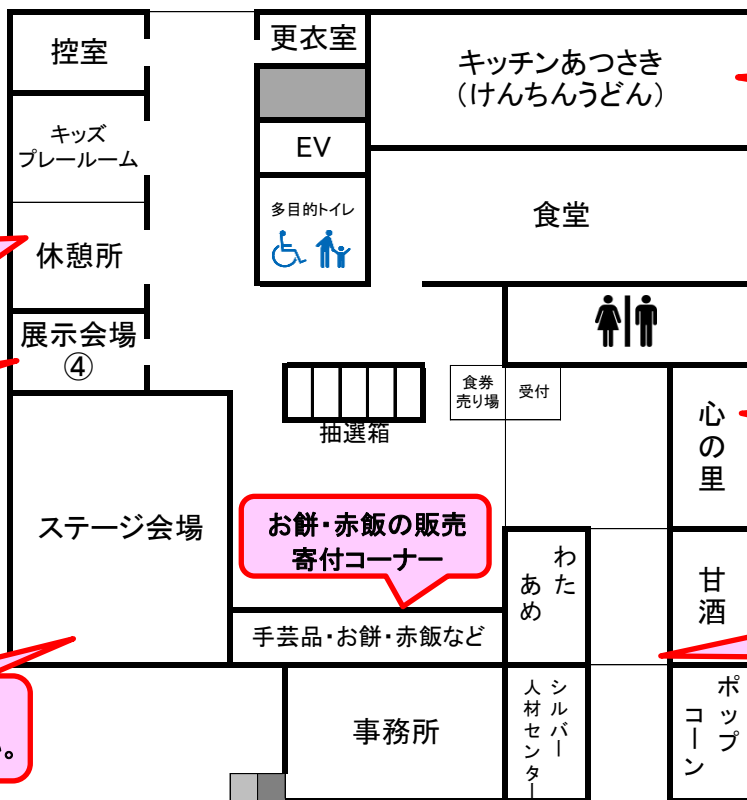 控室
更衣室
キッチンあつさき
（けんちんうどん）
キッズ
プレールーム
EV
多目的トイレ
食堂
休憩所
展示会場
④
食券
売り場
受付
抽選箱
心の里
ステージ会場
お餅・赤飯の販売
寄付コーナー
わた
あめ
甘酒
手芸品・お餅・赤飯など
事務所
シルバー
人材センター
ポップ
コーン
い。